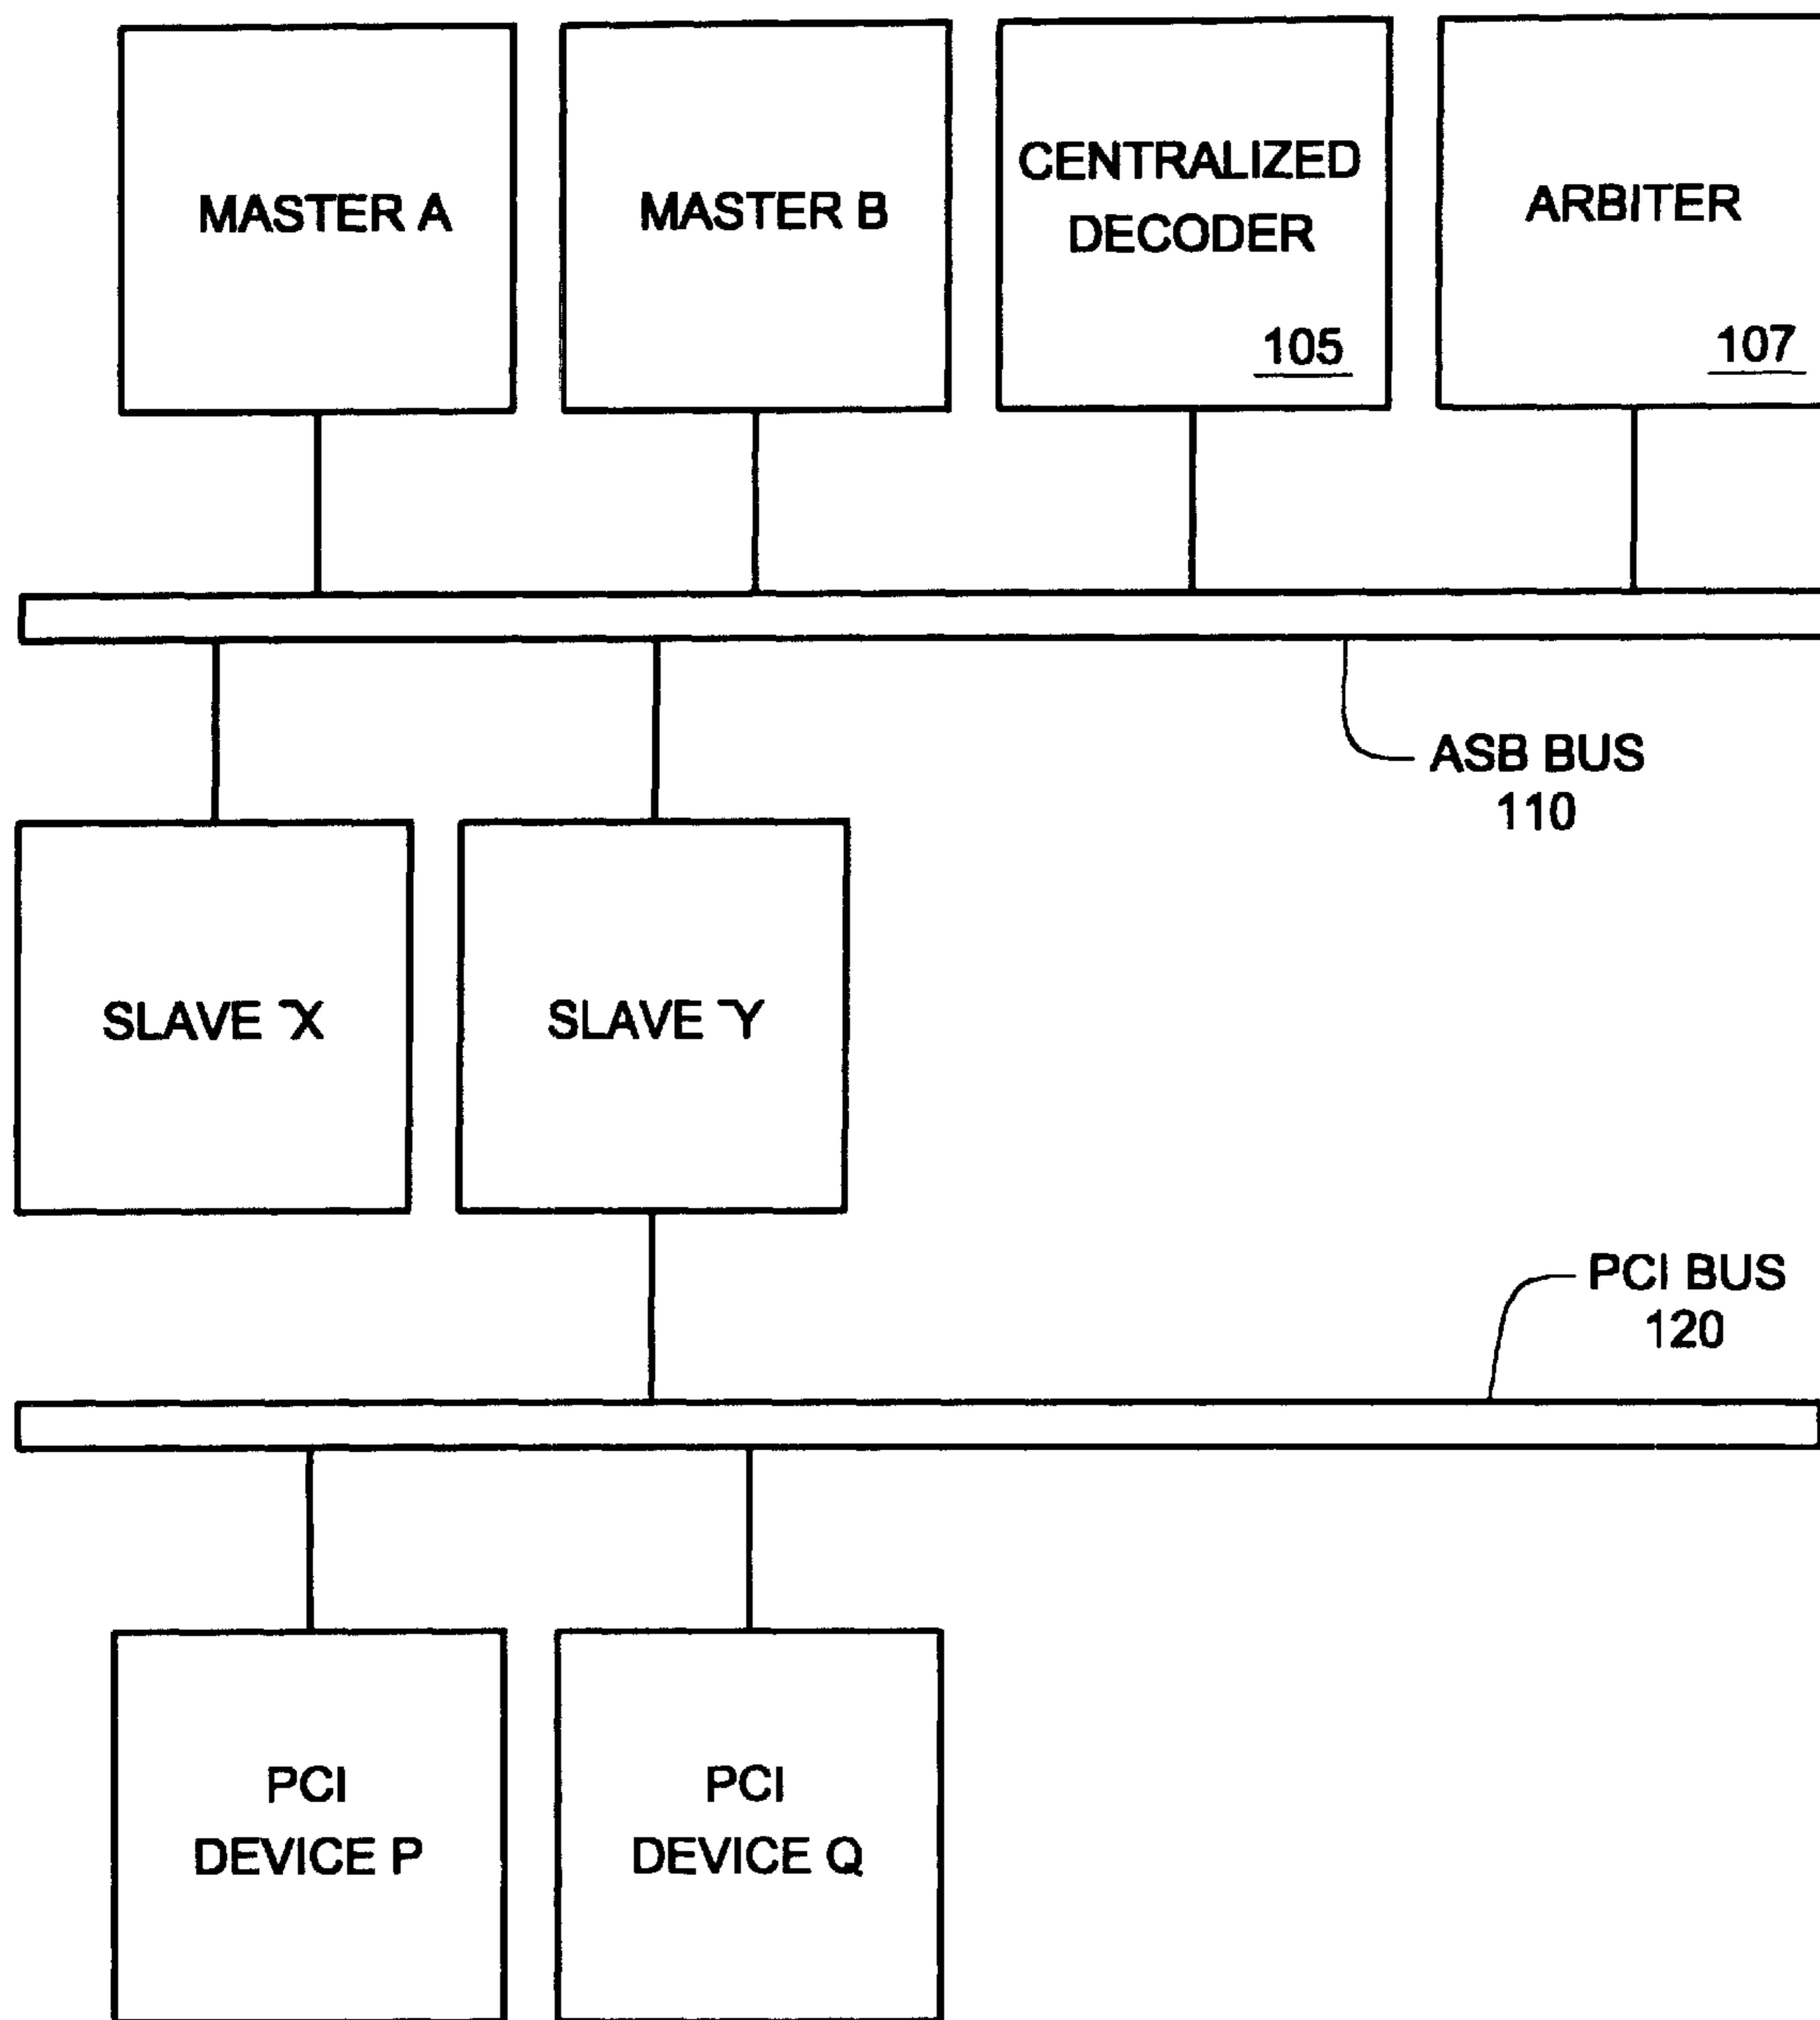 MASTER A
MASTER B
CENTRALIZED
DECODER
105
ARBITER
107
ASB BUS
110
SLAVE X
SLAVE Y
PCI BUS
120
PCI
DEVICE P
PCI
DEVICE Q